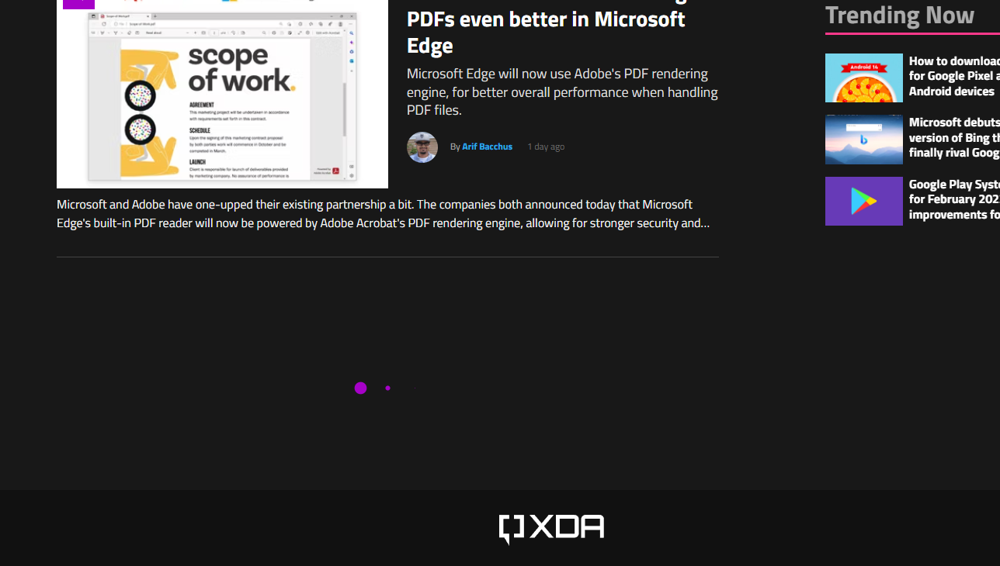 PDFs even better in Microsoft
Edge
Microsoft Edge will now use Adobe's PDF rendering
engine, for better overall performance when handling
PDF files.
By Arif Bacchus 1 day ago
scope
of work.
AGREEMENT
This marketing project will be undertaken in accordance
with requirements set forth in this contract.
SCHEDULE
Upon the signing of this marketing contract proposal
by both parties work will commence in October and be
completed in March.
LAUNCH
Client is responsible for launch of deliverables provided
by marketing company. No assurance of performance is
Microsoft and Adobe have one-upped their existing partnership a bit. The companies both announced today that Microsoft
Edge's built-in PDF reader will now be powered by Adobe Acrobat's PDF rendering engine, allowing for stronger security and...
Trending Now
Android 14
How to download
for Google Pixel a
Android devices
Microsoft debuts
version of Bing th
finally rival Goog
Google Play Syste
for February 202
improvements fo
XDA